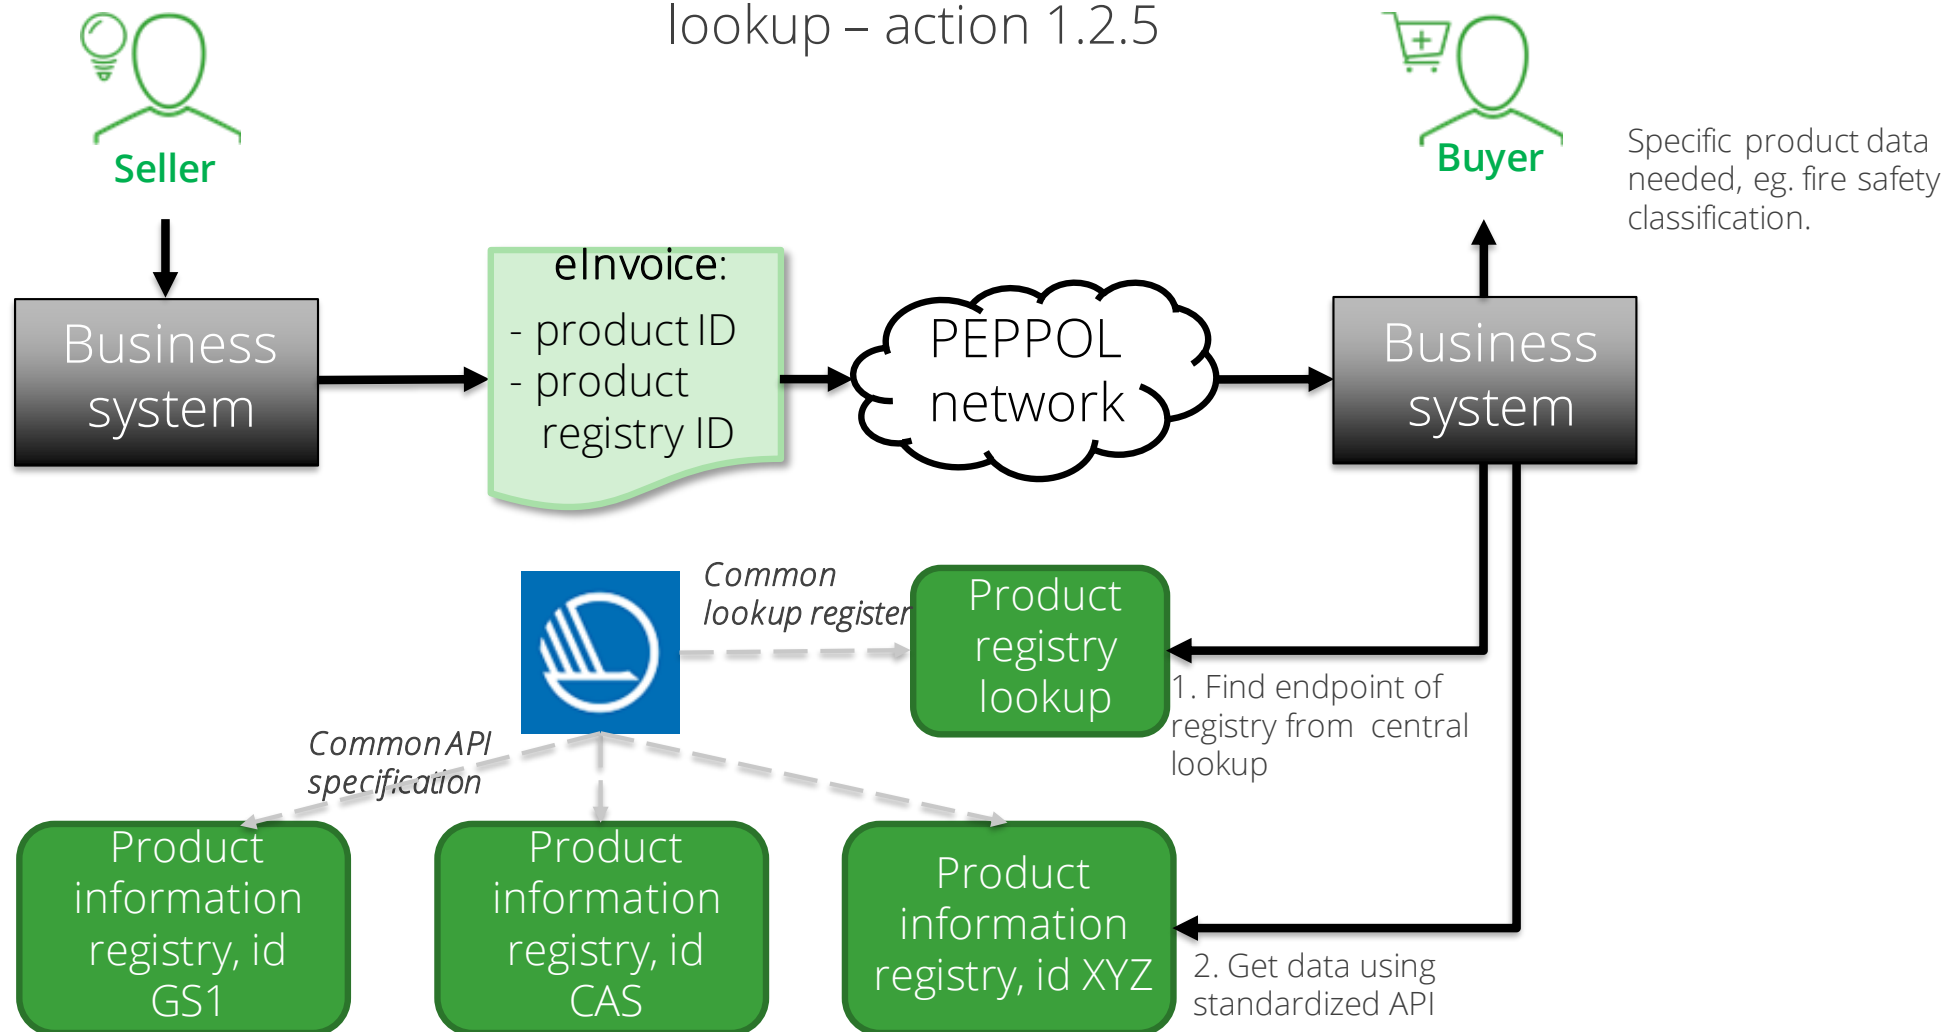 lookup – action 1.2.5
Seller
Buyer
Specific product data
needed, eg. fire safety
classification.
Business
system
eInvoice:
- product ID
- product
registry ID
PEPPOL
network
Business
system
Common
lookup register
Product
registry
lookup
1. Find endpoint of
registry from central
lookup
Common API
specification
Product
information
registry, id
GS1
Product
information
registry, id
CAS
Product
information
registry, id XYZ
2. Get data using
standardized API